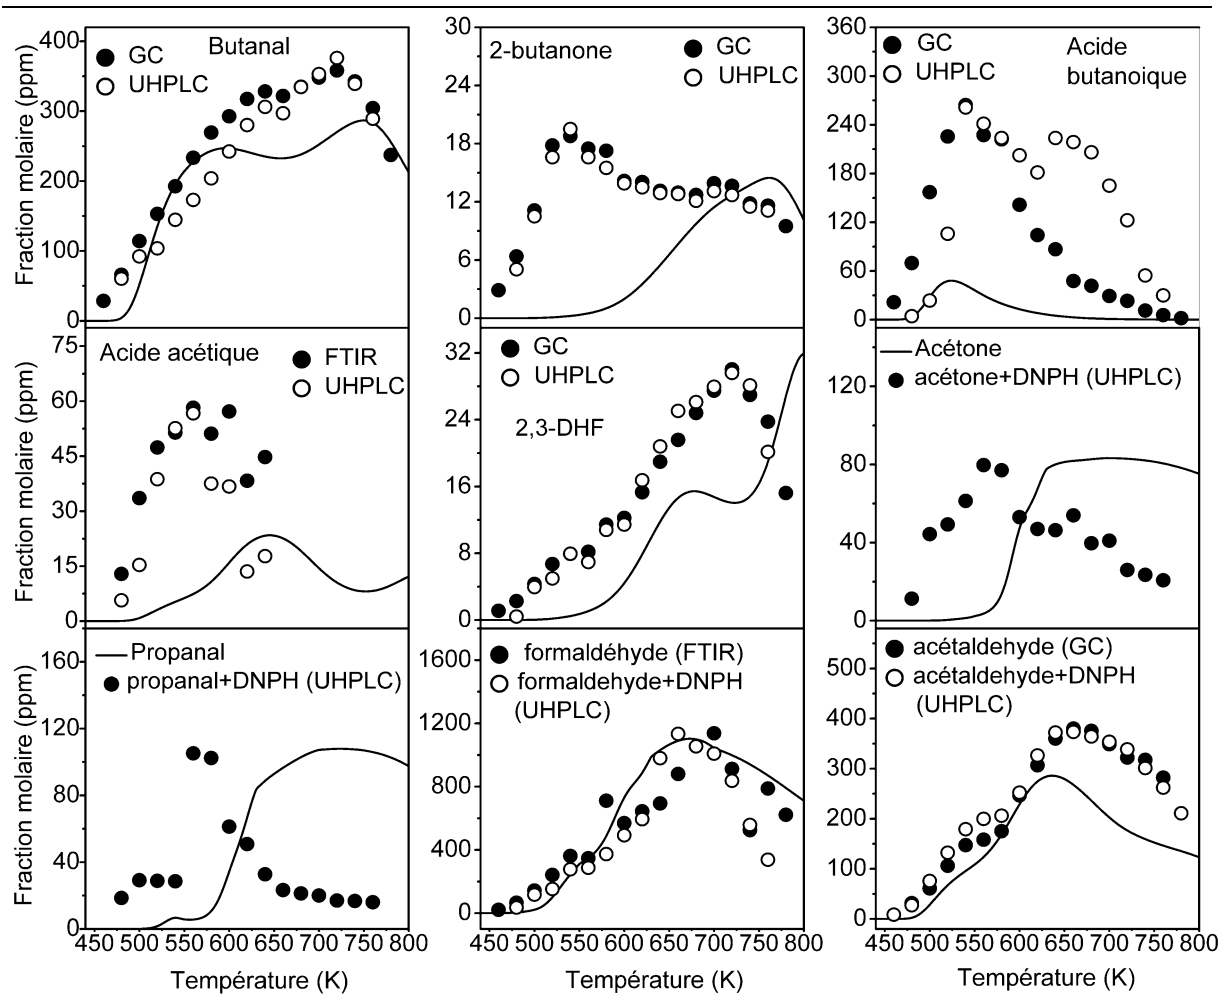 400
300
200
100
0
Fraction molaire (ppm)
GC
UHPLC
Butanal
30
24
18
12
6
0
2-butanone
GC
UHPLC
360
300
240
180
120
60
0
GC
UHPLC
Acide
butanoique
75
60
45
30
15
0
Fraction molaire (ppm)
Acide acétique
FTIR
UHPLC
32
24
16
8
0
GC
UHPLC
2,3-DHF
120
80
40
0
Acétone
acétone+DNPH (UHPLC)
160
120
80
40
0
Fraction molaire (ppm)
Propanal
propanal+DNPH (UHPLC)
450 500 550 600 650 700 750 800
Température (K)
1600
1200
800
400
0
formaldéhyde (FTIR)
formaldehyde+DNPH
(UHPLC)
450 500 550 600 650 700 750 800
Température (K)
500
400
300
200
100
0
acétaldehyde (GC)
acétaldehyde+DNPH
(UHPLC)
450 500 550 600 650 700 750 800
Température (K)